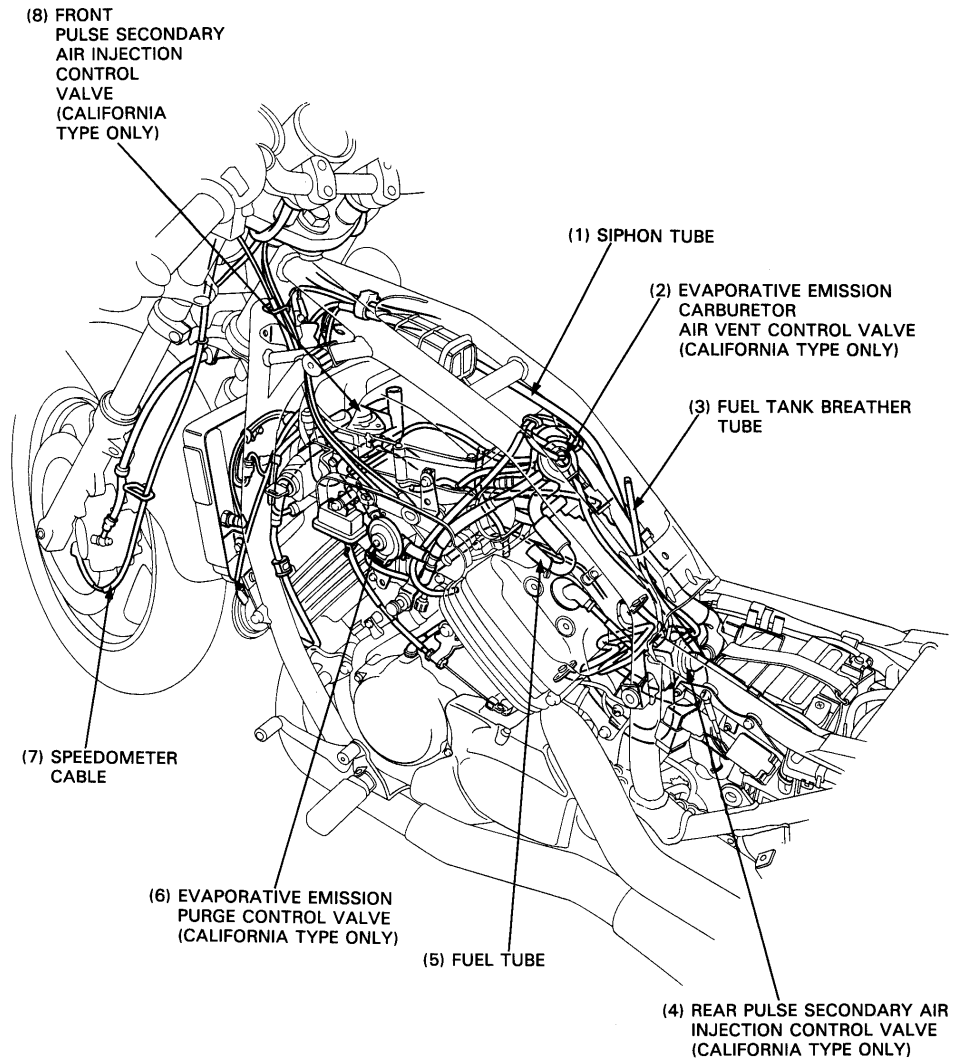 (8) FRONT
PULSE SECONDARY
AIR INJECTION
CONTROL
VALVE
(CALIFORNIA
TYPE ONLY)
(1) SIPHON TUBE
(2) EVAPORATIVE EMISSION
CARBURETOR
AIR VENT CONTROL VALVE
(CALIFORNIA TYPE ONLY)
(3) FUEL TANK BREATHER
TUBE
(7) SPEEDOMETER
CABLE
(6) EVAPORATIVE EMISSION
PURGE CONTROL VALVE
(CALIFORNIA TYPE ONLY)
(5) FUEL TUBE
(4) REAR PULSE SECONDARY AIR
INJECTION CONTROL VALVE
(CALIFORNIA TYPE ONLY)